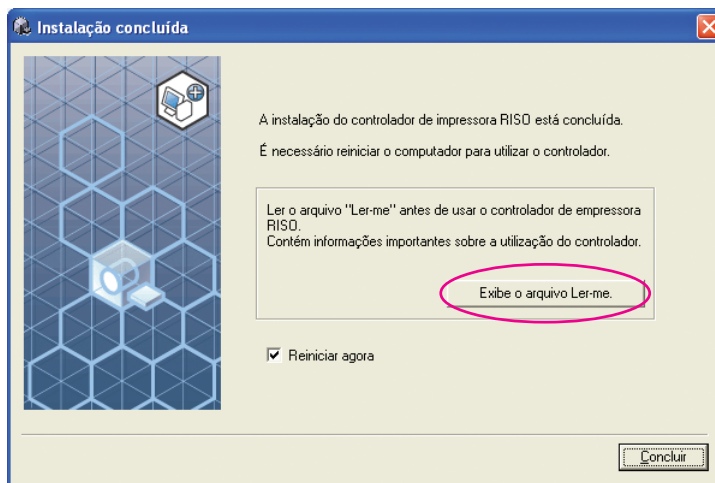 Instalação concluída
A instalação do controlador de impressora RISO está concluída.
É necessário reiniciar o computador para utilizar o controlador.
Ler o arquivo "Ler-me" antes de usar o controlador de empressora
RISO.
Contém informações importantes sobre a utilização do controlador.
Exibe o arquivo Ler-me.
Reiniciar agora
Concluir